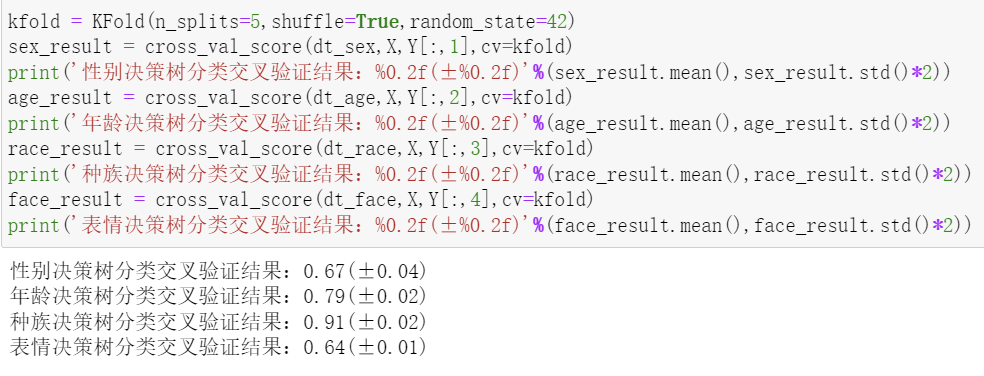 kfold = KFold(n_splits=5,shuffle=True,random_state=42)
sex_result = cross_val_score(dt_sex,X,Y[:,1],cv=kfold)
print('性别决策树分类交叉验证结果：%0.2f(±%0.2f)'%(sex_result.mean(),sex_result.std()*2))
age_result = cross_val_score(dt_age,X,Y[:,2],cv=kfold)
print('年龄决策树分类交叉验证结果：%0.2f(±%0.2f)'%(age_result.mean(),age_result.std()*2))
race_result = cross_val_score(dt_race,X,Y[:,3],cv=kfold)
print('种族决策树分类交叉验证结果：%0.2f(±%0.2f)'%(race_result.mean(),race_result.std()*2))
face_result = cross_val_score(dt_face,X,Y[:,4],cv=kfold)
print('表情决策树分类交叉验证结果：%0.2f(±%0.2f)'%(face_result.mean(),face_result.std()*2))
性别决策树分类交叉验证结果：0.67(±0.04)
年龄决策树分类交叉验证结果：0.79(±0.02)
种族决策树分类交叉验证结果：0.91(±0.02)
表情决策树分类交叉验证结果：0.64(±0.01)